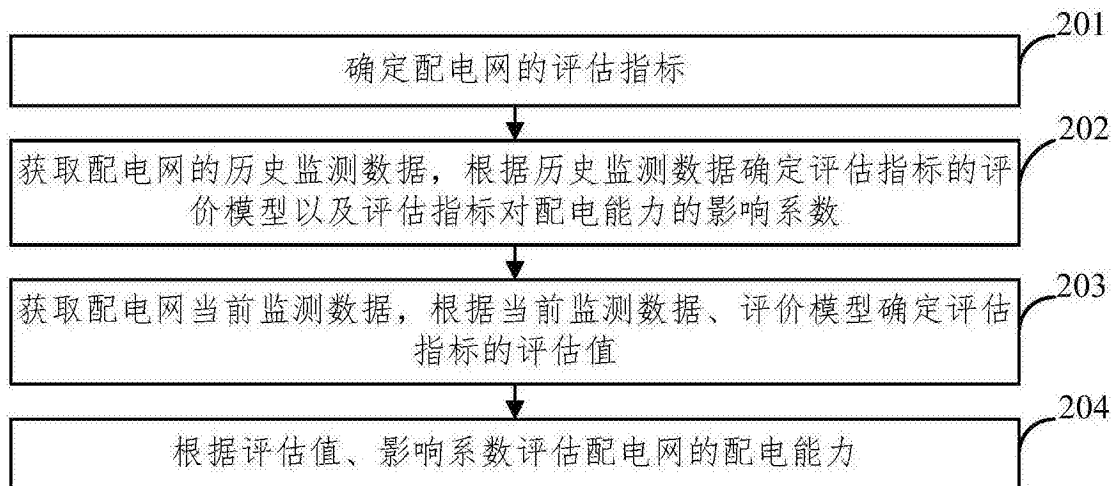 201
确定配电网的评估指标
202
获取配电网的历史监测数据，根据历史监测数据确定评估指标的评
价模型以及评估指标对配电能力的影响系数
203
获取配电网当前监测数据，根据当前监测数据、评价模型确定评估
指标的评估值
204
根据评估值、影响系数评估配电网的配电能力